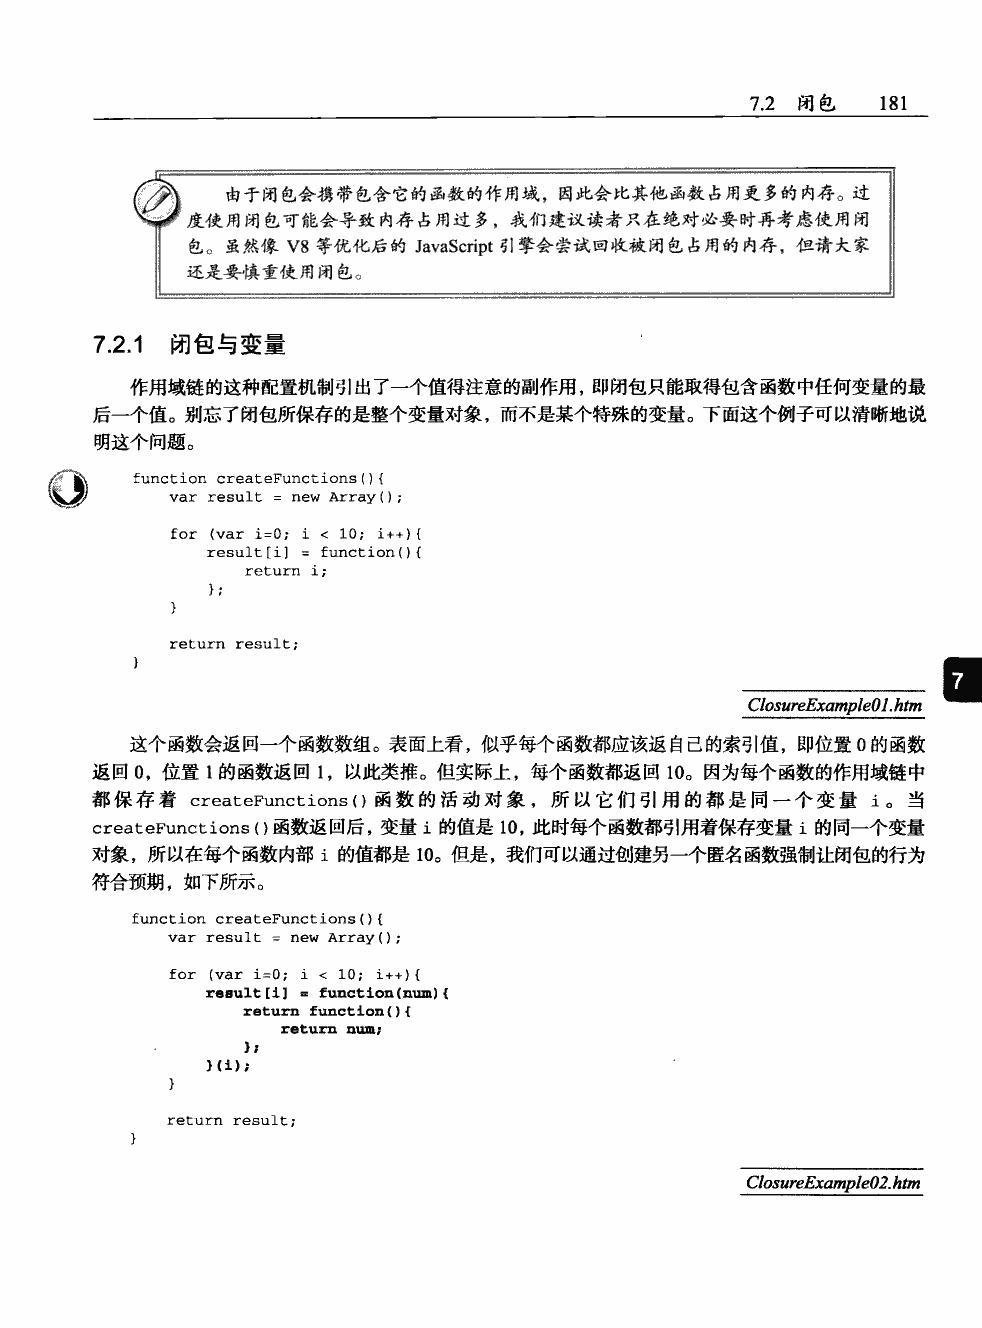 7.2 闭包 181
由于闭包会携带包含它的函数的作用域，因此会比其他函数占用更多的内存。过
度使用闭包可能会导致内存占用过多，我们建议读者只在绝对必要时再考虑使用闭
包。虽然像 V8 等优化后的 JavaScript 引擎会尝试回收被闭包占用的内存，但请大家
还是要慎重使用闭包。
7.2.1 闭包与变量
作用域链的这种配置机制引出了一个值得注意的副作用，即闭包只能取得包含函数中任何变量的最
后一个值。别忘了闭包所保存的是整个变量对象，而不是某个特殊的变量。下面这个例子可以清晰地说
明这个问题。
function createFunctions(){
    var result = new Array();
    for (var i=0; i < 10; i++){
        result[i] = function(){
            return i;
        };
    }
    return result;
}
7
ClosureExample01.htm
这个函数会返回一个函数数组。表面上看，似乎每个函数都应该返自己的索引值，即位置 0 的函数
返回 0，位置 1 的函数返回 1，以此类推。但实际上，每个函数都返回 10。因为每个函数的作用域链中
都保存着 createFunctions()函数的活动对象，所以它们引用的都是同一个变量 i。当
createFunctions()函数返回后，变量 i 的值是 10，此时每个函数都引用着保存变量 i 的同一个变量
对象，所以在每个函数内部 i 的值都是 10。但是，我们可以通过创建另一个匿名函数强制让闭包的行为
符合预期，如下所示。
function createFunctions(){
    var result = new Array();
    for (var i=0; i < 10; i++){
        result[i] = function(num){
            return function(){
                return num;
            };
        }(i);
    }
    return result;
}
ClosureExample02.htm